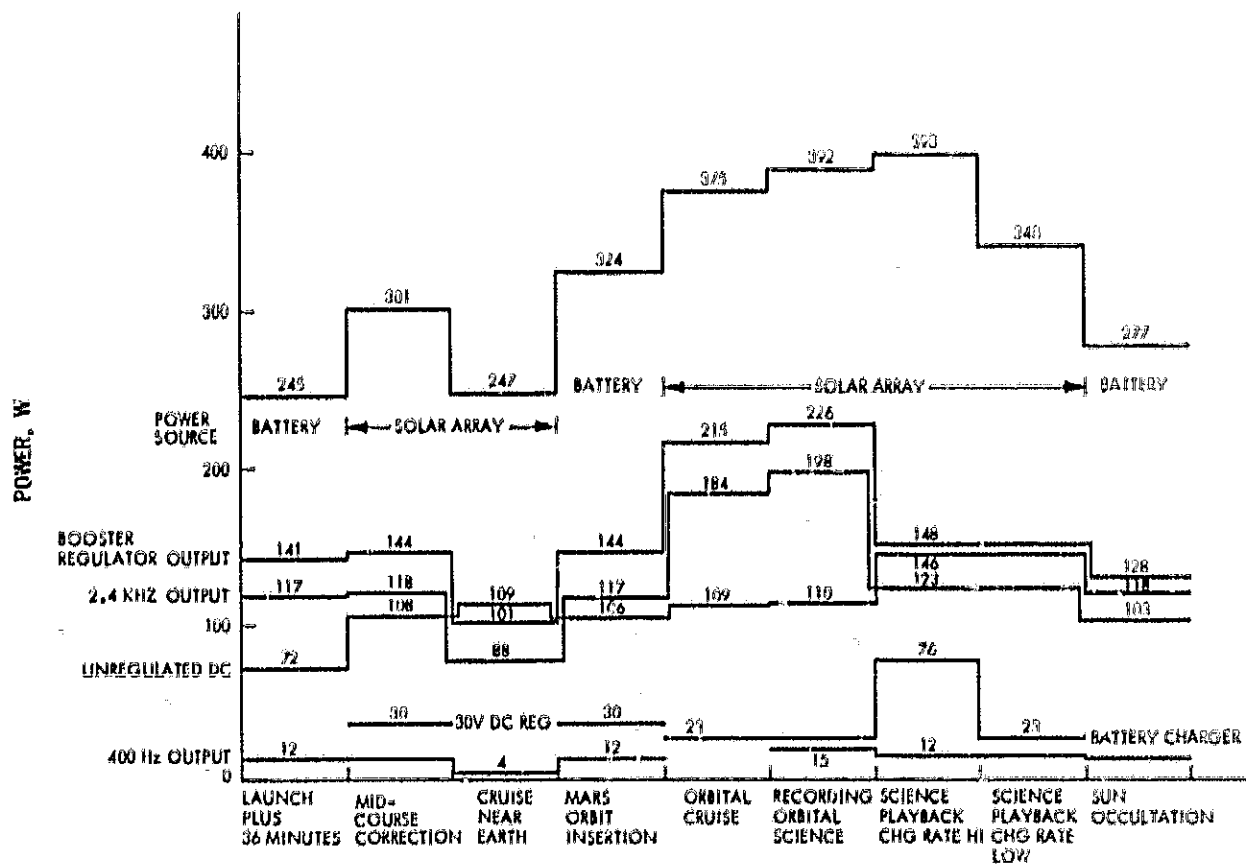 400
392
340
324
301
300
277
245
247
BATTERY
SOLAR ARRAY
BATTERY
POWER SOURCE
BATTERY
SOLAR ARRAY
226
POWER, W
200
198
184
BOOSTER
REGULATOR OUTPUT
141
144
144
148
146
128
2.4 KHZ OUTPUT
117
118
109
117
123
118
108
101
106
109
110
103
100
88
UNREGULATED DC
72
76
30
30V DC REG
30
BATTERY CHARGER
400 Hz OUTPUT
12
4
12
15
12
0
LAUNCH
PLUS
36 MINUTES
MID-
COURSE
CORRECTION
CRUISE
NEAR
EARTH
MARS
ORBIT
INSERTION
ORBITAL
CRUISE
RECORDING
ORBITAL
SCIENCE
SCIENCE
PLAYBACK
CHG RATE HI
SCIENCE
PLAYBACK
CHG RATE
LOW
SUN
OCCULTATION